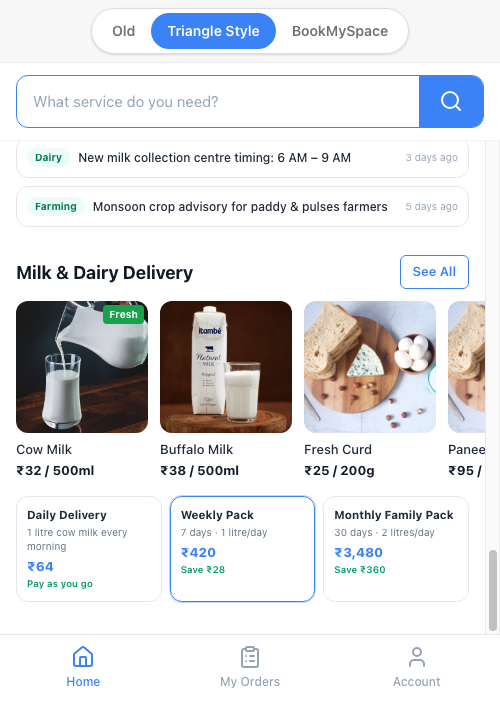 Old
Triangle Style
BookMySpace
What service do you need?
Dairy
New milk collection centre timing: 6 AM – 9 AM
3 days ago
Farming
Monsoon crop advisory for paddy & pulses farmers
5 days ago
Milk & Dairy Delivery
See All
Fresh
itambé
Natural
MILK
Cow Milk
₹32 / 500ml
Buffalo Milk
₹38 / 500ml
Fresh Curd
₹25 / 200g
Panee
₹95 /
Daily Delivery
1 litre cow milk every
morning
₹64
Pay as you go
Weekly Pack
7 days · 1 litre/day
₹420
Save ₹28
Monthly Family Pack
30 days · 2 litres/day
₹3,480
Save ₹360
Home
My Orders
Account